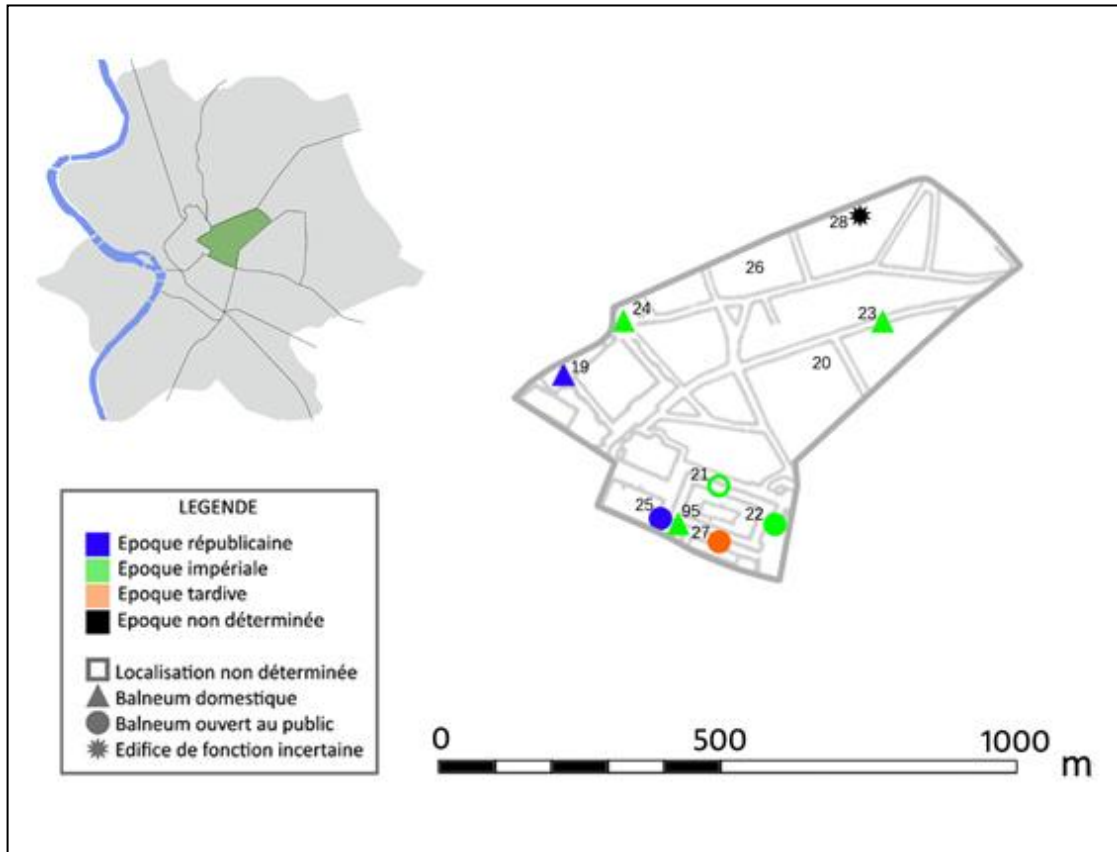 28
26
24
23
19
20
21
25
95
22
27
LEGENDE
Epoque républicaine
Epoque impériale
Epoque tardive
Epoque non déterminée
Localisation non déterminée
Balneum domestique
Balneum ouvert au public
Edifice de fonction incertaine
0 500 1000 m